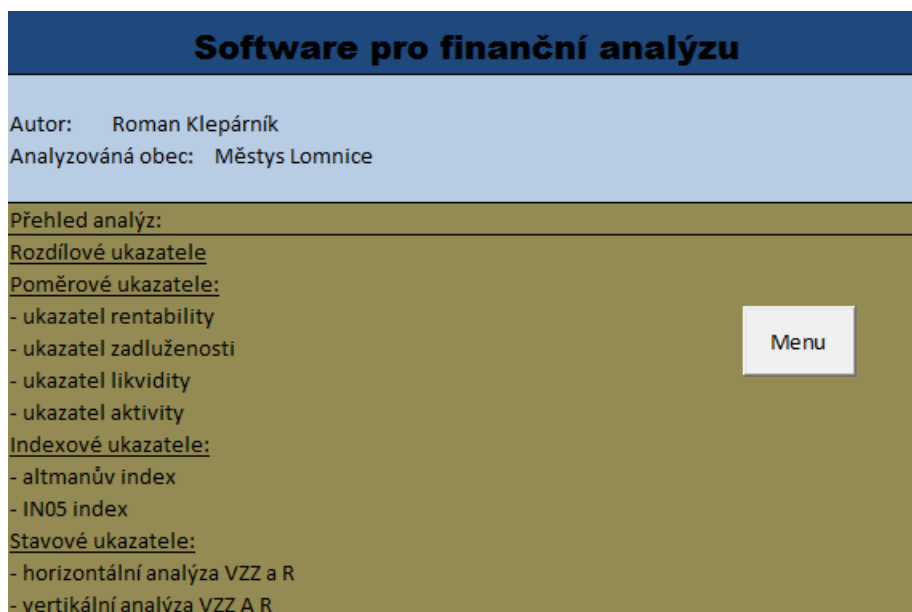 Software pro finanční analýzu
Autor: Roman Klepárník
Analyzováná obec: Městys Lomnice
Přehled analýz:
Rozdílové ukazatele
Poměrové ukazatele:
- ukazatel rentability
- ukazatel zadluženosti
Menu
- ukazatel likvidity
- ukazatel aktivity
Indexové ukazatele:
- altmanův index
- IN05 index
Stavové ukazatele:
- horizontální analýza VZZ a R
- vertikální analýza VZZ A R